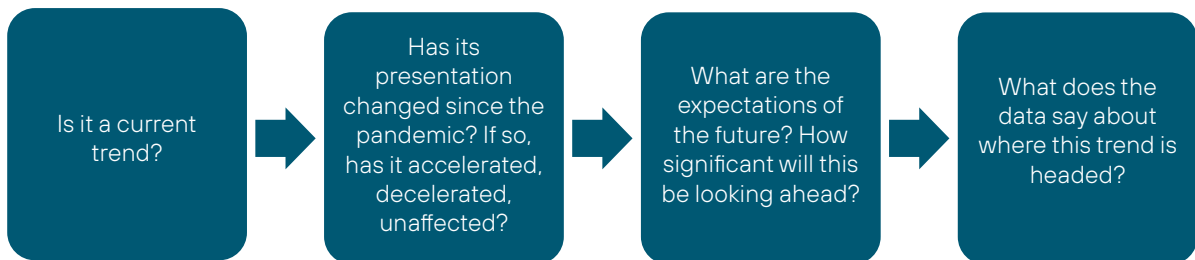 Is it a current
trend?
Has its
presentation
changed since the
pandemic? If so,
has it accelerated,
decelerated,
unaffected?
What are the
expectations of
the future? How
significant will this
be looking ahead?
What does the
data say about
where this trend is
headed?